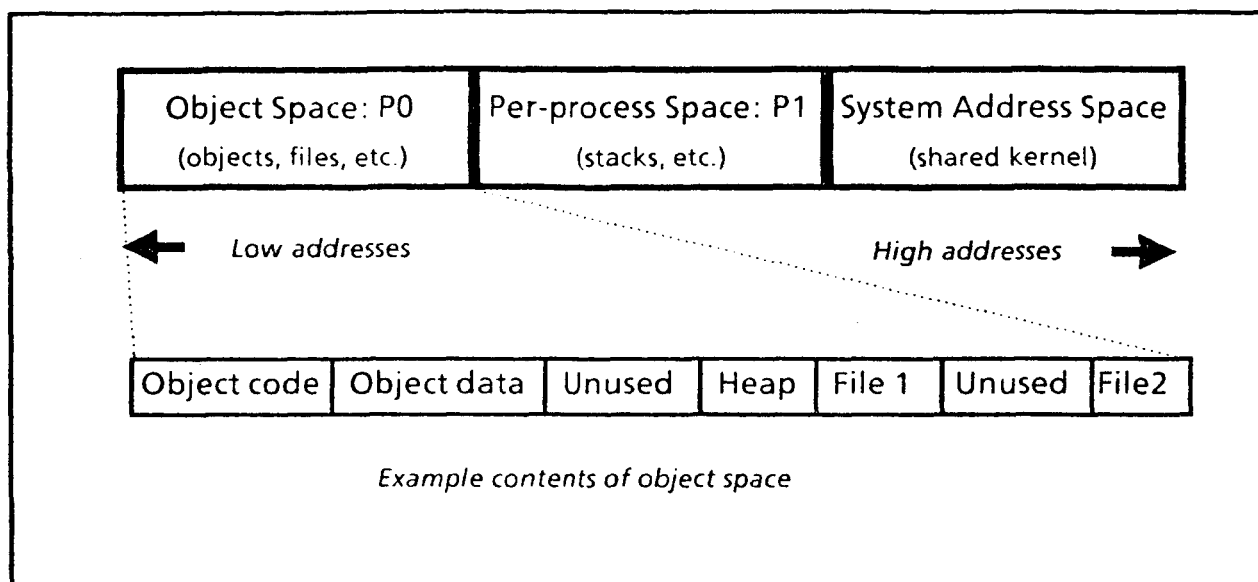 Object Space: P0 Per-process Space: P1 System Address Space
(objects, files, etc.) (stacks, etc.) (shared kernel)
Low addresses High addresses
Object code Object data Unused Heap File 1 Unused File2
Example contents of object space